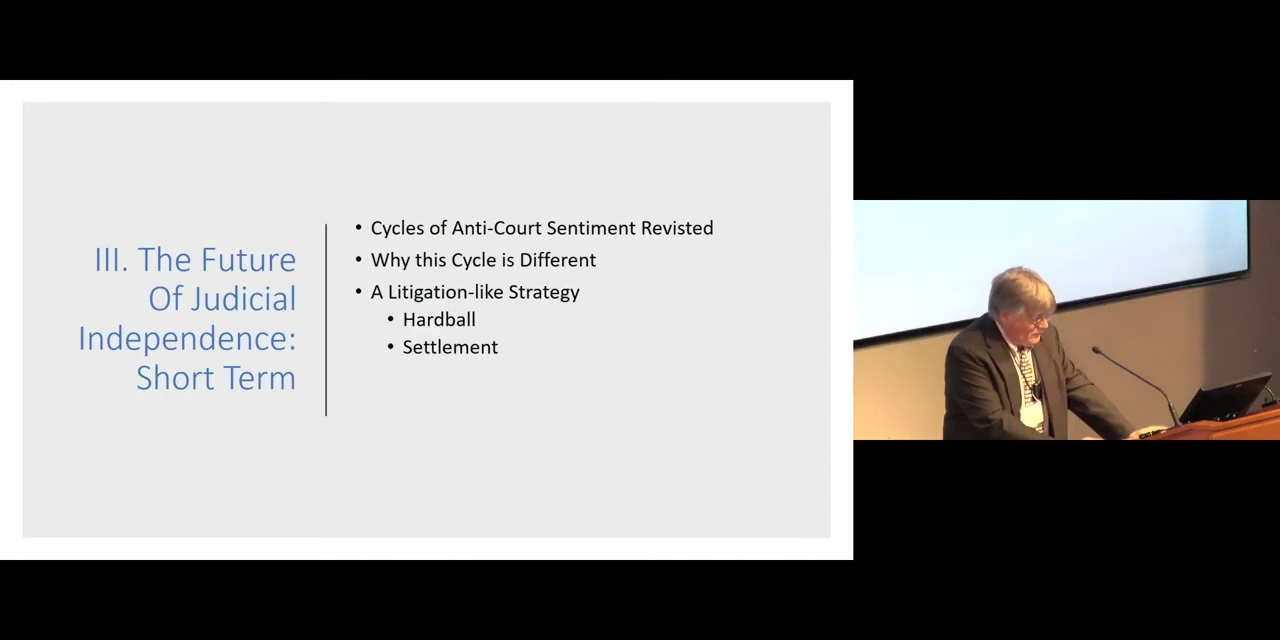 III. The Future
Of Judicial
Independence:
Short Term
• Cycles of Anti-Court Sentiment Revisted
• Why this Cycle is Different
• A Litigation-like Strategy
• Hardball
• Settlement